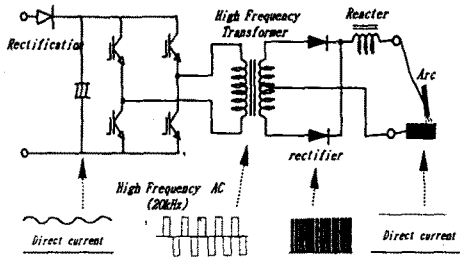 High Frequency
Transformer
Reacter
Rectification
Arc
rectifier
High Frequency AC
(20kHz)
Direct current
Direct current